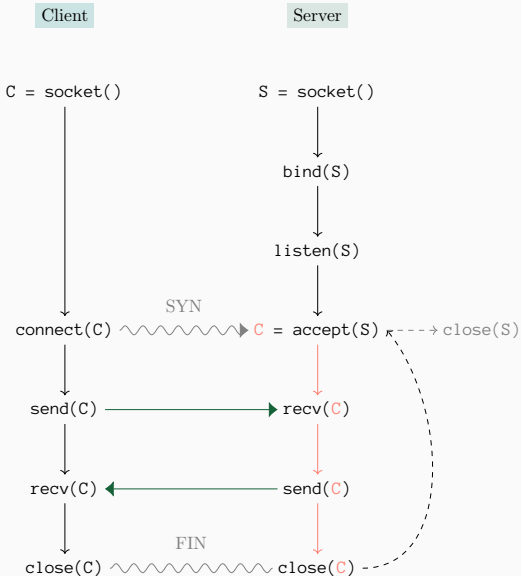 Client Server
C = socket() S = socket()
bind(S)
listen(S)
SYN
connect(C) C = accept(S) close(S)
send(C) recv(C)
recv(C) send(C)
FIN
close(C) close(C)